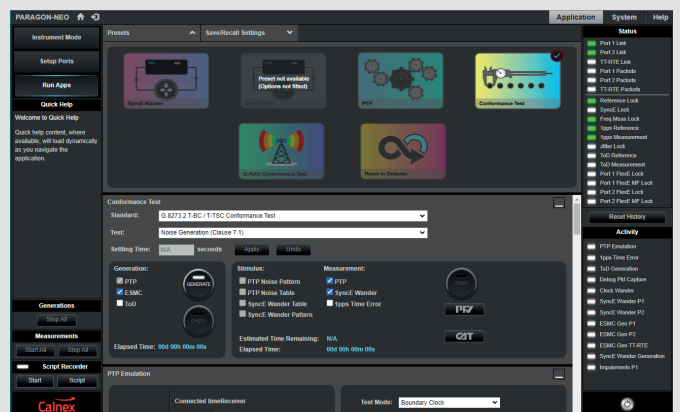 PARAGON-NEO
Application System Help
Instrument Mode
Setup Ports
Run Apps
Quick Help
Welcome to Quick Help
Quick help content, where
available, will load dynamically
as you navigate the
application.
Generations
Stop All
Measurements
Start All Stop All
Script Recorder
Start Script
Calnex
Presets Save/Recall Settings
SyncE Wander
Preset not available
(Options not fitted)
PTP
Conformance Test
O-RAN Conformance Test
Reset to Defaults
Conformance Test
Standard: G.8273.2 T-BC / T-TSC Conformance Test
Test: Noise Generation (Clause 7.1)
Settling Time: N/A seconds Apply Undo
Generation:
PTP
ESMC
ToD
GENERATE
CHECK
Elapsed Time: 00d 00h 00m 00s
Stimulus:
PTP Noise Pattern
PTP Noise Table
SyncE Wander Table
SyncE Wander Pattern
Measurement:
PTP
SyncE Wander
1pps Time Error
START
PFV
CAT
Estimated Time Remaining: N/A
Elapsed Time: 00d 00h 00m 00s
PTP Emulation
Connected timeReceiver
Test Mode: Boundary Clock
Status
Port 1 Link
Port 2 Link
TT-RTE Link
Port 1 Packets
Port 2 Packets
TT-RTE Packets
Reference Lock
SyncE Lock
Freq Meas Lock
1pps Reference
1pps Measurement
Jitter Lock
ToD Reference
ToD Measurement
Port 1 FlexE Lock
Port 1 FlexE MF Lock
Port 2 FlexE Lock
Port 2 FlexE MF Lock
Reset History
Activity
PTP Emulation
1pps Time Error
ToD Generation
Debug Pkt Capture
Clock Wander
SyncE Wander P1
SyncE Wander P2
ESMC Gen P1
ESMC Gen P2
ESMC Gen TT-RTE
SyncE Wander Generation
Impairments P1